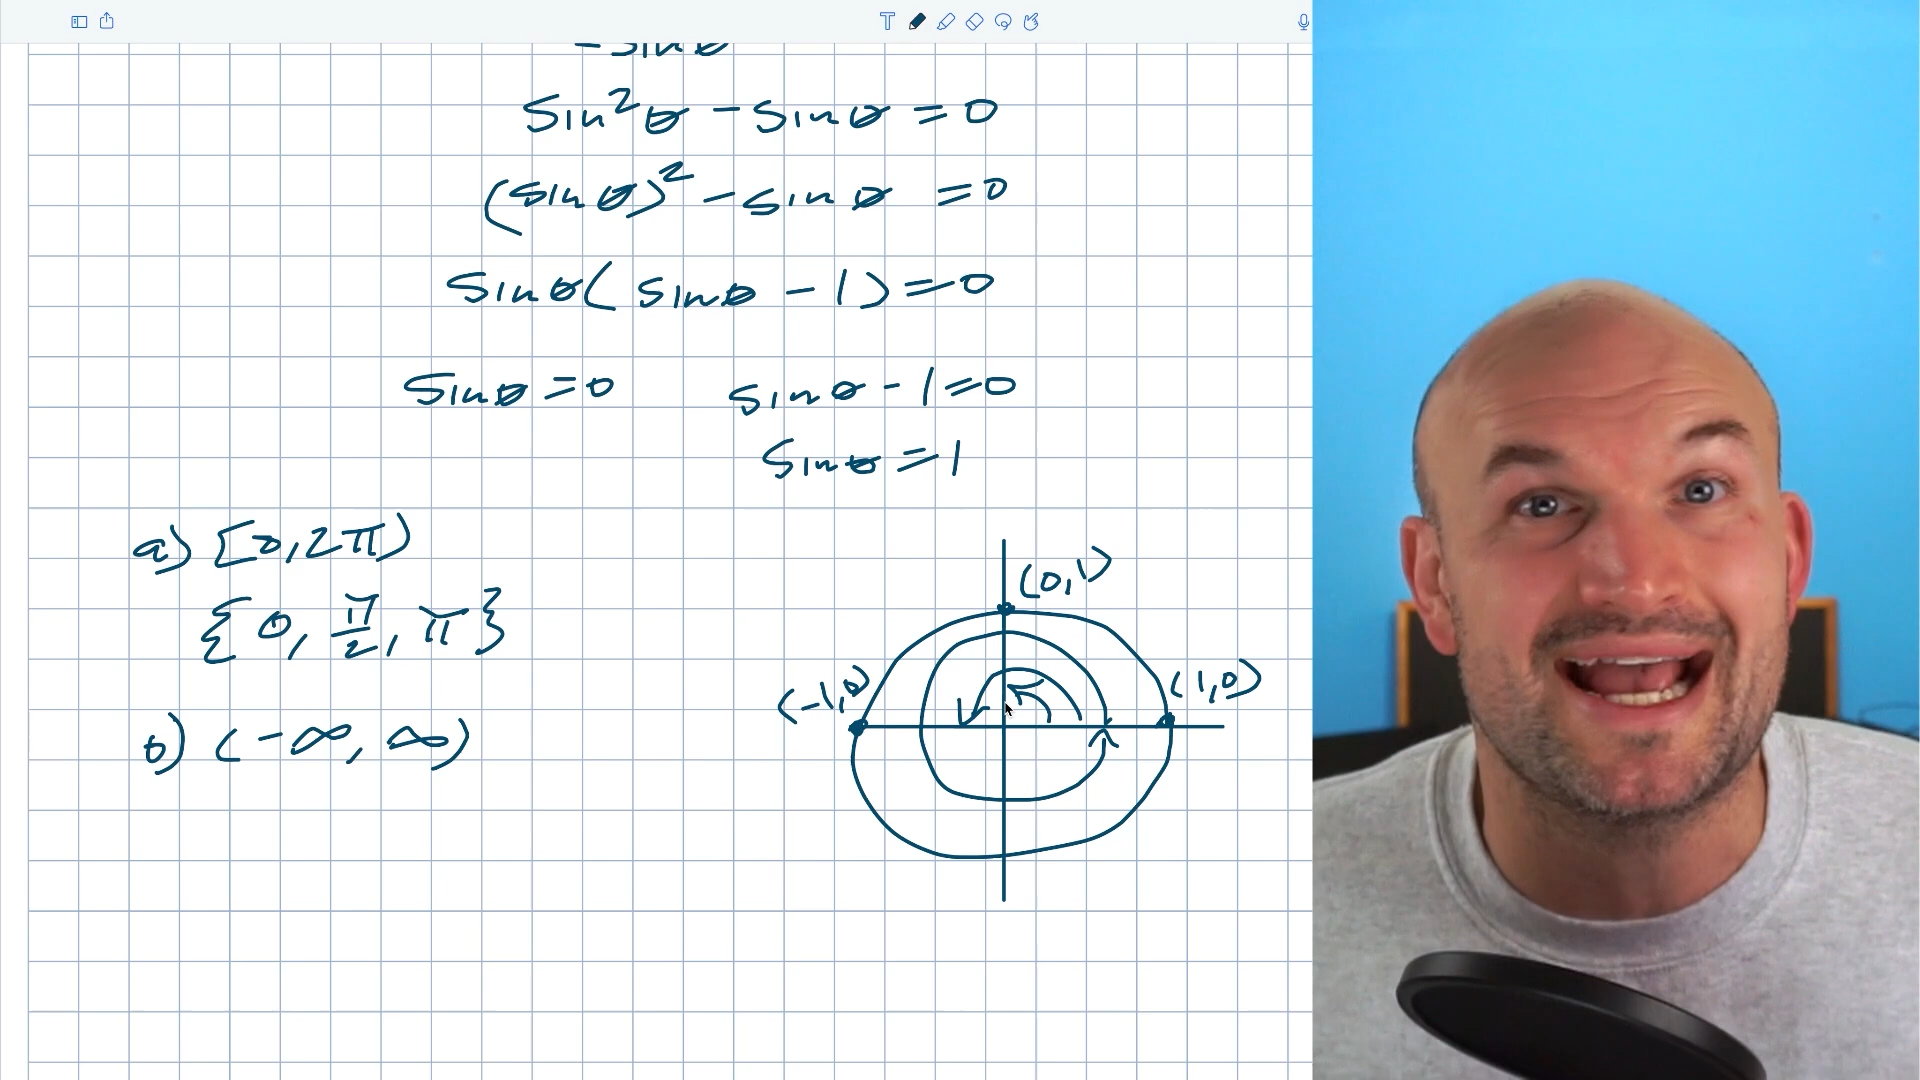 - sinθ
sin²θ - sinθ = 0
(sinθ)² - sinθ = 0
sinθ(sinθ - 1) = 0
sinθ = 0 sinθ - 1 = 0
sinθ = 1
a) [0, 2π)
{0, π/2, π}
b) (-∞, ∞)
(0, 1)
(-1, 0)
(1, 0)